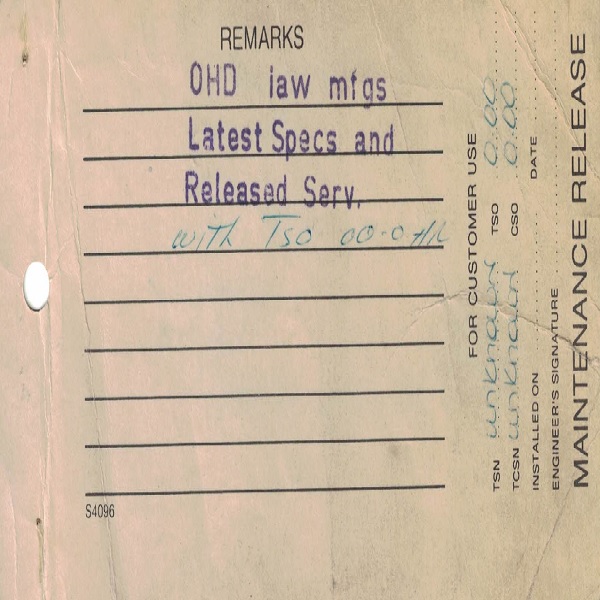 REMARKS
OHD iaw mfgs
Latest Specs and
Released Serv.
with TSO 00-0 HR
S4096
FOR CUSTOMER USE
TSN unknown TSO 0.00
TCSN unknown CSO 0.00
INSTALLED ON DATE
ENGINEER'S SIGNATURE
MAINTENANCE RELEASE